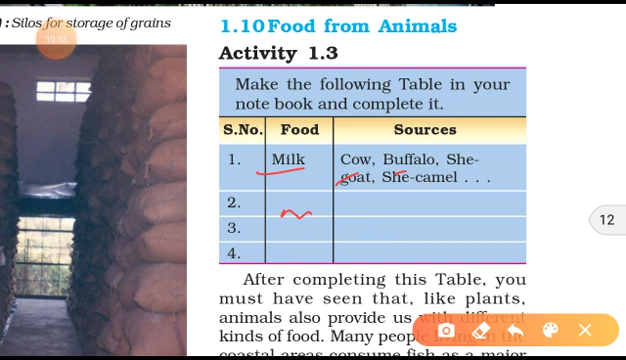 ) : Silos for storage of grains
10:53
1.10 Food from Animals
Activity 1.3
Make the following Table in your
note book and complete it.
S.No. Food Sources
1. Milk Cow, Buffalo, She-
goat, She-camel . . .
2.
3.
4.
12
After completing this Table, you
must have seen that, like plants,
animals also provide us with different
kinds of food. Many people living in the
coastal areas consume fish as a major